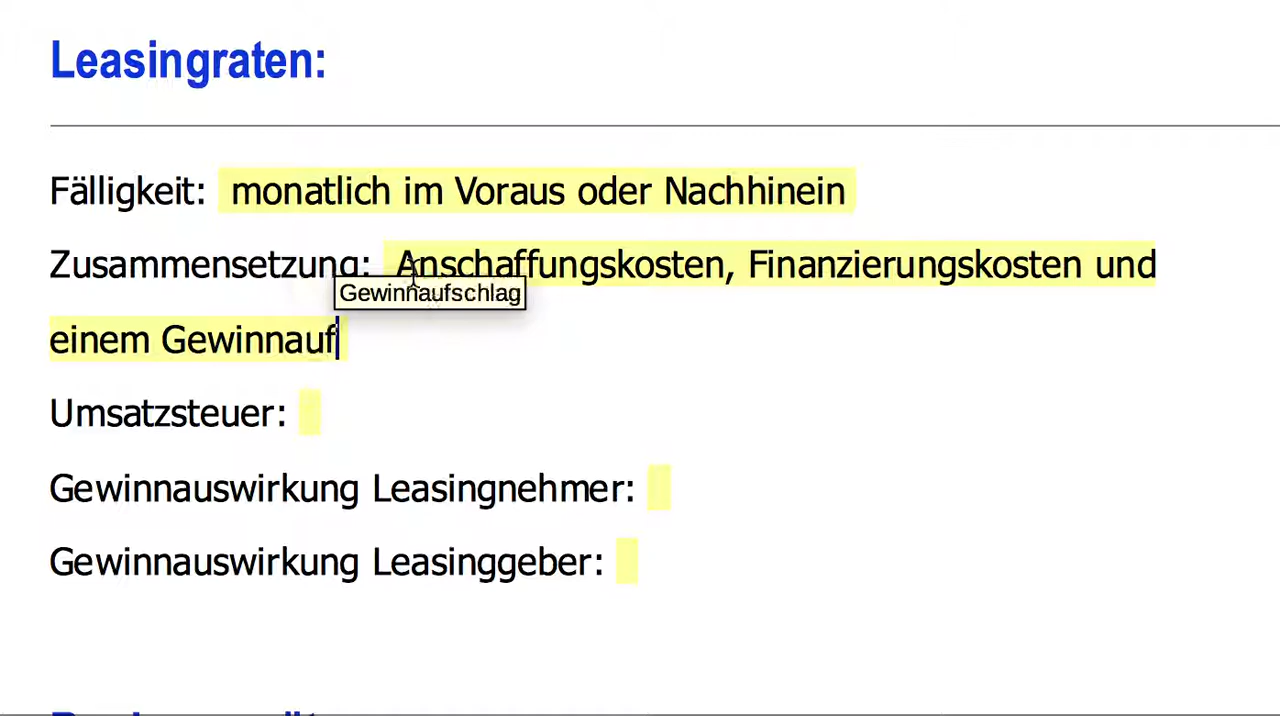 Leasingraten:
Fälligkeit: monatlich im Voraus oder Nachhinein
Zusammensetzung: Anschaffungskosten, Finanzierungskosten und
Gewinnaufschlag
einem Gewinnauf
Umsatzsteuer:
Gewinnauswirkung Leasingnehmer:
Gewinnauswirkung Leasinggeber: